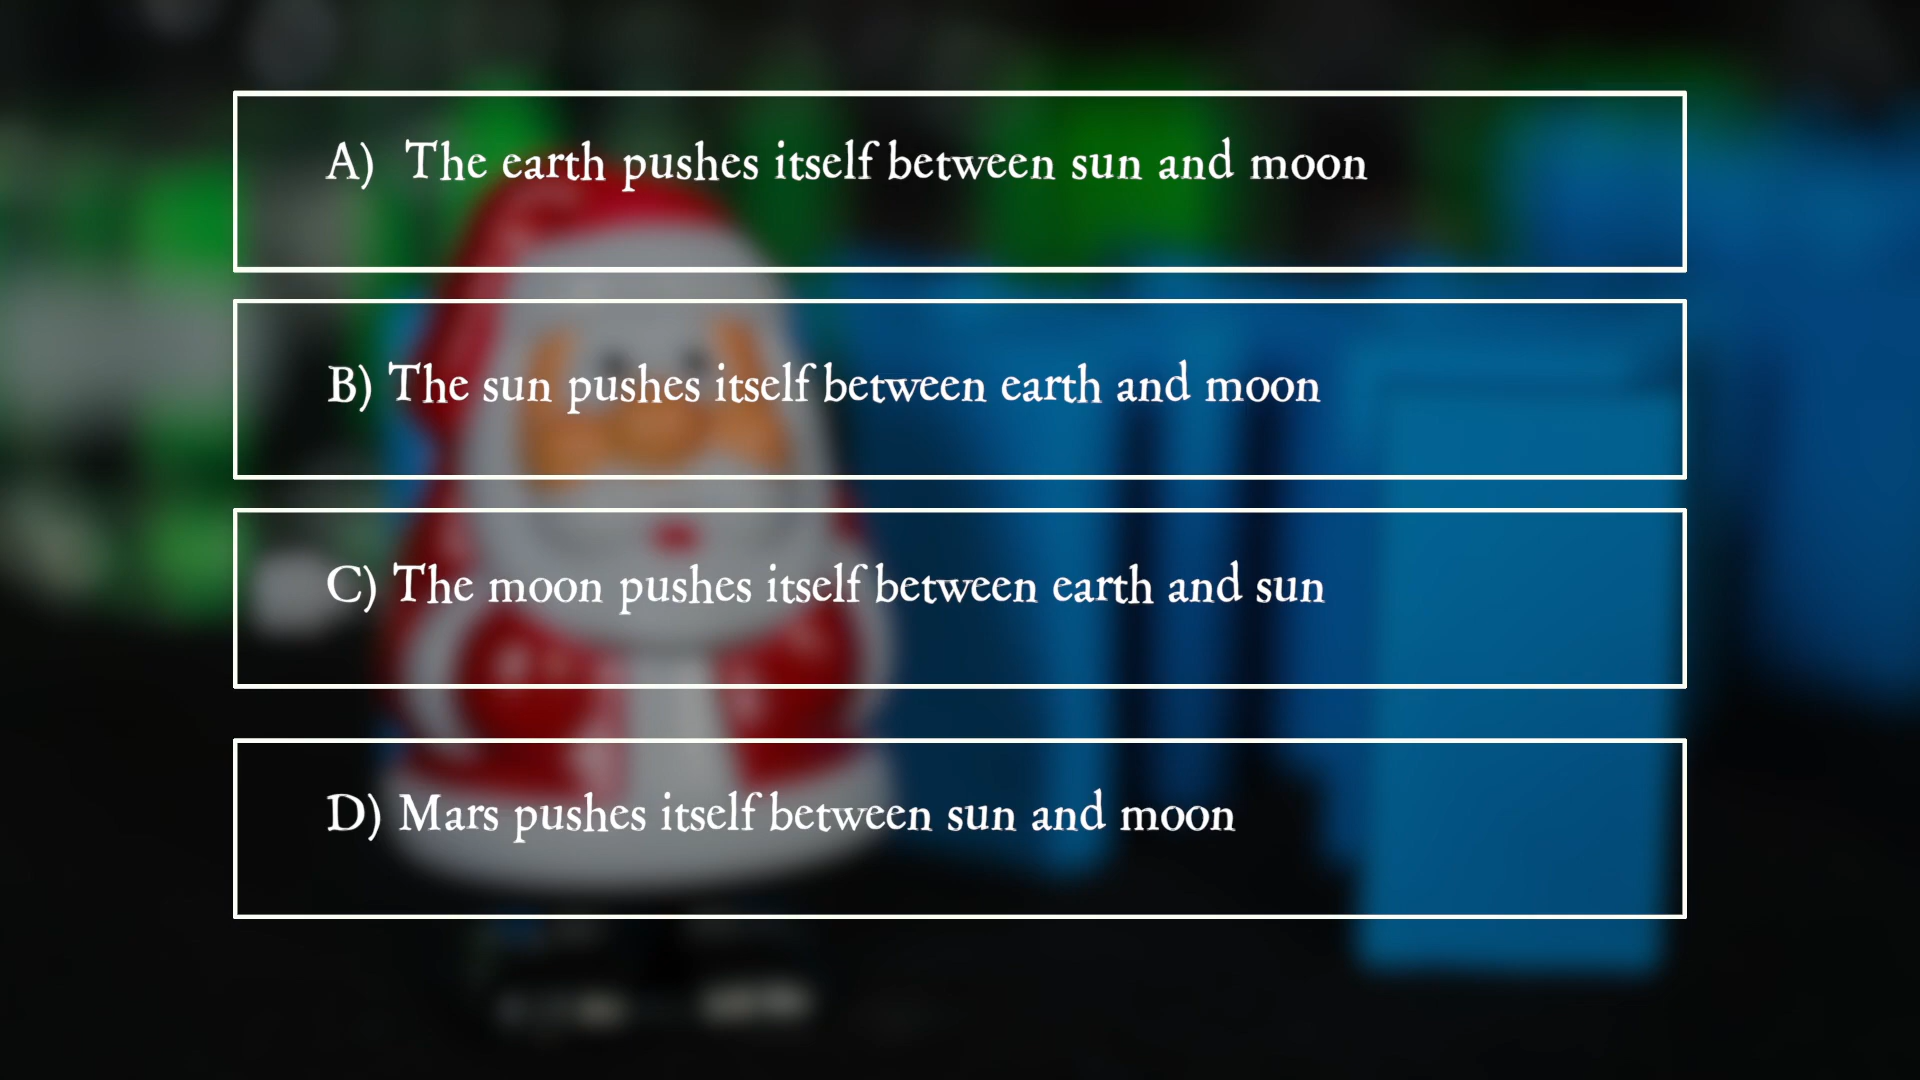 A) The earth pushes itself between sun and moon
B) The sun pushes itself between earth and moon
C) The moon pushes itself between earth and sun
D) Mars pushes itself between sun and moon